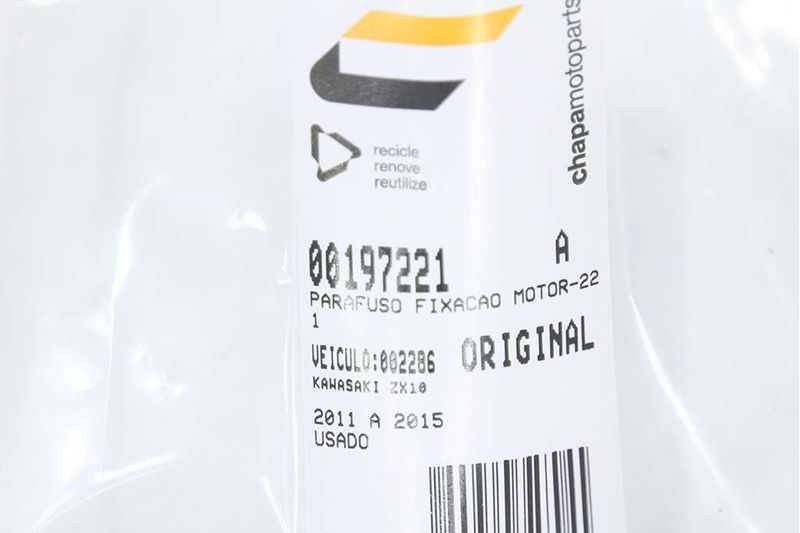 chapamotoparts
recicle
renove
reutilize
00197221
A
PARAFUSO FIXACAO MOTOR-22
1
VEICULO:002286
ORIGINAL
KAWASAKI ZX10
2011 A 2015
USADO